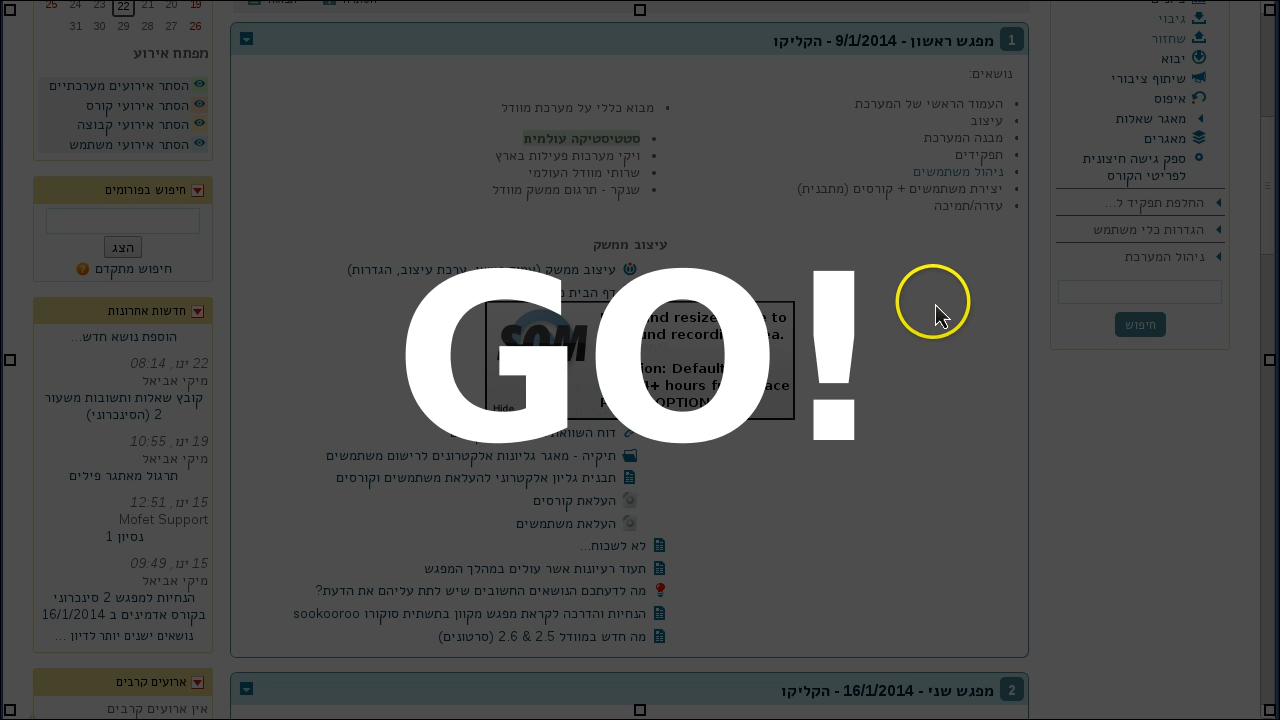 ניהול המערכת
הגדרות כלי משתמש
החלפת תפקיד ל...
ספק גישה חיצונית
לפריטי הקורס
מאגרים
מאגר שאלות
איפוס
שיתוף ציבורי
יבוא
שחזור
גיבוי
חיפוש
1
מפגש ראשון - 9/1/2014 - הקליקו
נושאים:
העמוד הראשי של המערכת
עיצוב
מבנה המערכת
תפקידים
ניהול משתמשים
יצירת משתמשים + קורסים (מתבנית)
עזרה/תמיכה
מבוא כללי על מערכת מוודל
סטטיסטיקה עולמית
ויקי מערבות פעילות בארץ
שרותי מוודל העולמי
שנקר - תרגום ממשק מוודל
עיצוב ממשק
GO!
SOM
Hide
תיקיה - מאגר גליונות אלקטרונים לרישום משתמשים
תבנית גליון אלקטרוני להעלאת משתמשים וקורסים
העלאת קורסים
העלאת משתמשים
לא לשכוח...
תעוד רעיונות אשר עולים במהלך המפגש
מה לדעתכם הנושאים החשובים שיש לתת עליהם את הדעת?
הנחיות והדרכה לקראת מפגש מקוון בתשתית סוקורו sookooroo
מה חדש במוודל 2.5 & 2.6 (סרטונים)
2
מפגש שני - 16/1/2014 - הקליקו
19 20 21 22 23 24 25
26 27 28 29 30 31
מפתח אירוע
הסתר אירועים מערכתיים
הסתר אירועי קורס
הסתר אירועי קבוצה
הסתר אירועי משתמש
חיפוש בפורומים
הצג
חיפוש מתקדם
חדשות אחרונות
הוספת נושא חדש...
22 ינו, 08:14
מיקי אביאל
קובץ שאלות ותשובות משעור
2 (הסינכרוני)
19 ינו, 10:55
מיקי אביאל
תרגול מאתגר פילים
15 ינו, 12:51
Mofet Support
נסיון 1
15 ינו, 09:49
מיקי אביאל
הנחיות למפגש 2 סינכרוני
בקורס אדמינים ב 16/1/2014
נושאים ישנים יותר לדיון ...
ארועים קרבים
אין ארועים קרבים